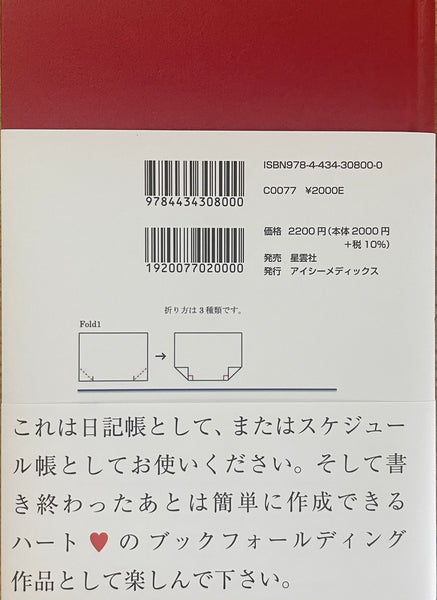 ISBN978-4-434-30800-0
9784434308000
C0077 ¥2000E
1920077020000
価格 2200円(本体2000円
+税10%)
発売 星雲社
発行 アイシーメディックス
折り方は3種類です。
Fold1
これは日記帳として、またはスケジュー
ル帳としてお使いください。そして書
き終わったあとは簡単に作成できる
ハート♥のブックフォールディング
作品として楽しんで下さい。